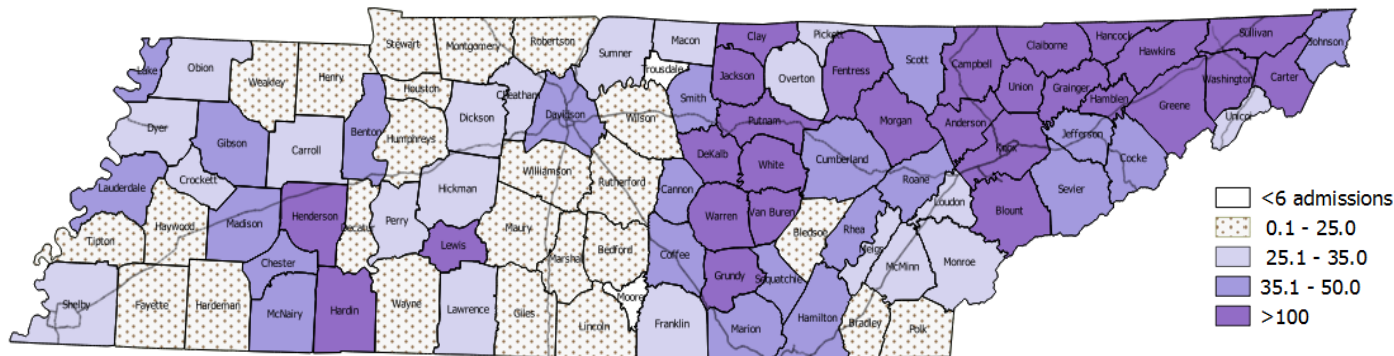 Stewart
Montgomery
Robertson
Sumner
Macon
Clay
Pickett
Claiborne
Hancock
Hawkins
Sullivan
Johnson
Lake
Obion
Weakley
Henry
Houston
Cheatham
Trousdale
Jackson
Overton
Fentress
Scott
Campbell
Union
Grainger
Hamblen
Washington
Carter
Greene
Unicoi
Dyer
Gibson
Carroll
Benton
Humphreys
Dickson
Davidson
Wilson
Smith
Putnam
Morgan
Anderson
Knox
Jefferson
Cocke
Lauderdale
Crockett
Madison
Henderson
Decatur
Perry
Hickman
Williamson
Rutherford
Cannon
DeKalb
White
Cumberland
Roane
Loudon
Blount
Sevier
Tipton
Haywood
Chester
Lewis
Maury
Marshal
Bedford
Coffee
Warren
Van Buren
Bledsoe
Rhea
Meigs
McMinn
Monroe
Shelby
Fayette
Hardeman
McNairy
Hardin
Wayne
Lawrence
Giles
Lincoln
Moore
Franklin
Grundy
Sequatchie
Marion
Hamilton
Bradley
Polk
<6 admissions
0.1 - 25.0
25.1 - 35.0
35.1 - 50.0
>100